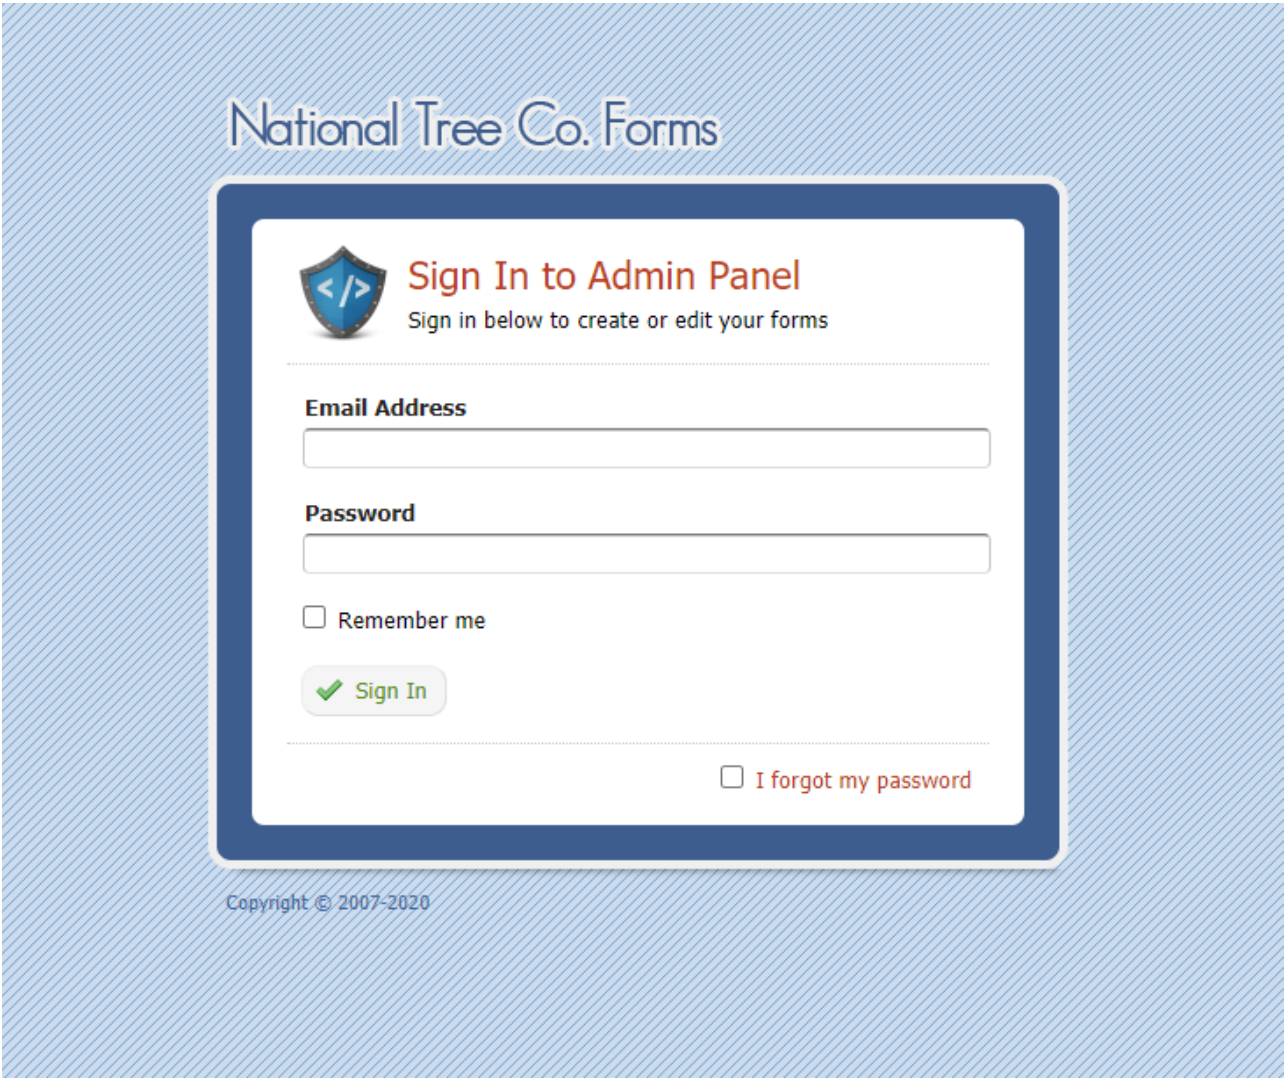 National Tree Co. Forms
</>
Sign In to Admin Panel
Sign in below to create or edit your forms
Email Address
Password
Remember me
Sign In
I forgot my password
Copyright © 2007-2020